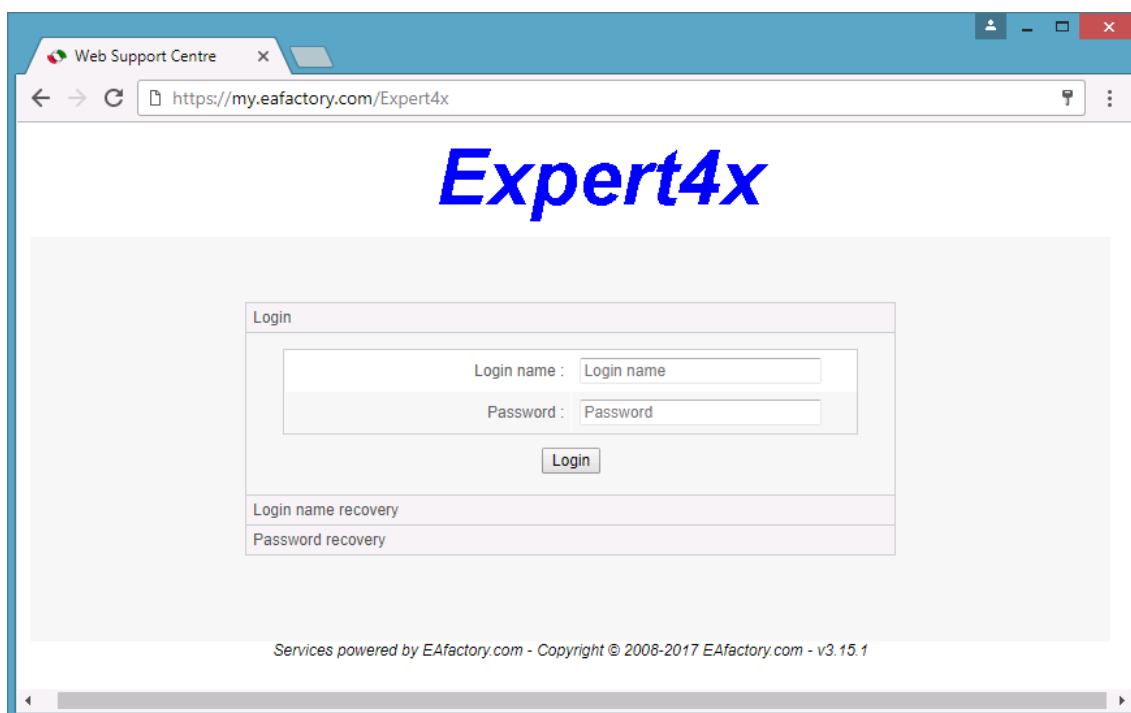 Web Support Centre
https://my.eafactory.com/Expert4x
Expert4x
Login
Login name : Login name
Password : Password
Login
Login name recovery
Password recovery
Services powered by EAfactory.com - Copyright © 2008-2017 EAfactory.com - v3.15.1